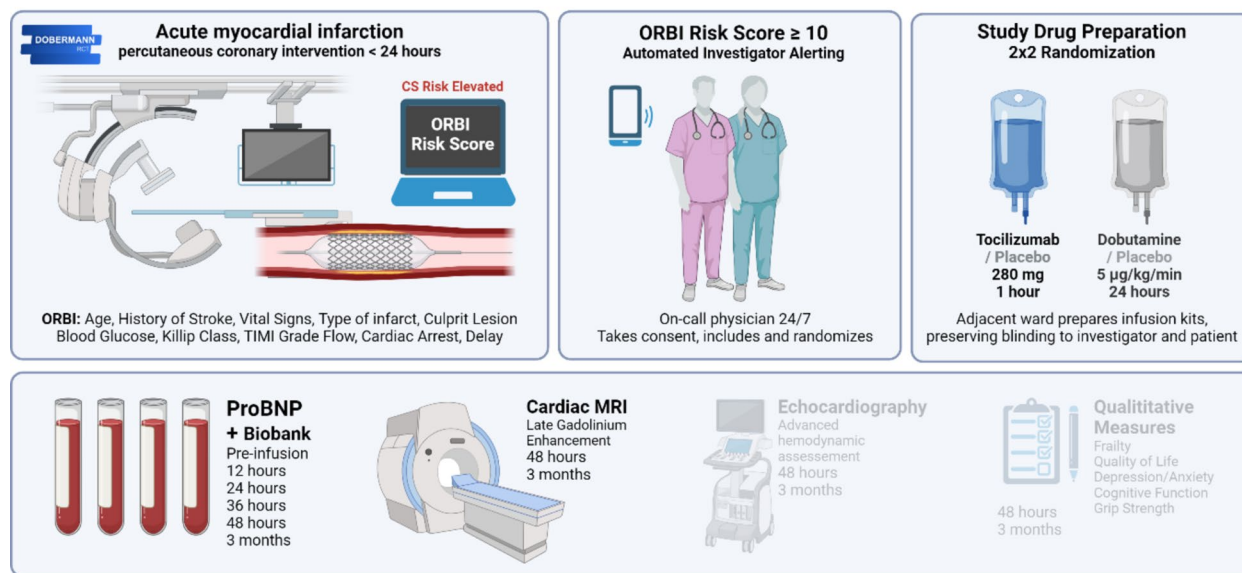 DOBERMANN
RCT
Acute myocardial infarction
percutaneous coronary intervention < 24 hours
CS Risk Elevated
ORBI
Risk Score
ORBI: Age, History of Stroke, Vital Signs, Type of infarct, Culprit Lesion
Blood Glucose, Killip Class, TIMI Grade Flow, Cardiac Arrest, Delay
ORBI Risk Score ≥ 10
Automated Investigator Alerting
On-call physician 24/7
Takes consent, includes and randomizes
Study Drug Preparation
2x2 Randomization
Tocilizumab
/ Placebo
280 mg
1 hour
Dobutamine
/ Placebo
5 µg/kg/min
24 hours
Adjacent ward prepares infusion kits,
preserving blinding to investigator and patient
ProBNP
+ Biobank
Pre-infusion
12 hours
24 hours
36 hours
48 hours
3 months
Cardiac MRI
Late Gadolinium
Enhancement
48 hours
3 months
Echocardiography
Advanced
hemodynamic
assessement
48 hours
3 months
Qualititative
Measures
Frailty
Quality of Life
Depression/Anxiety
Cognitive Function
Grip Strength
48 hours
3 months